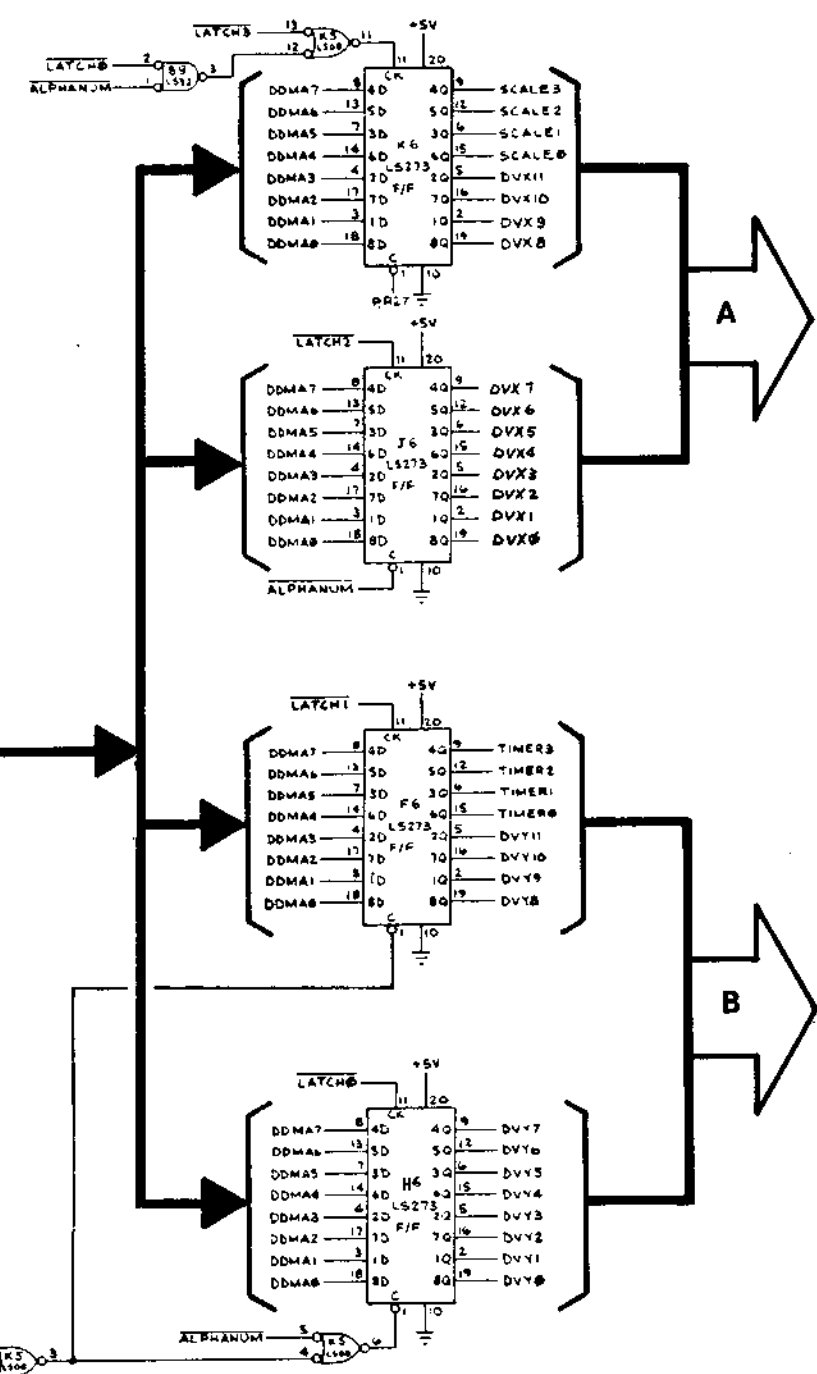 LATCH3 13 K5 LS08 11 +5V
12
LATCH0 2 B9 LS32 3
ALPHANUM 1
11 20
CK
DDMA7 8 4D 4Q 9 SCALE3
DDMA6 13 5D 5Q 12 SCALE2
DDMA5 7 3D 3Q 6 SCALE1
DDMA4 14 6D 6Q 15 SCALE0
DDMA3 4 2D 2Q 5 DVX11
DDMA2 17 7D 7Q 16 DVX10
DDMA1 3 1D 1Q 2 DVX9
DDMA0 18 8D 8Q 19 DVX8
K6
LS273
F/F
C
1 10
+5V
LATCH2
11 20
CK
DDMA7 8 4D 4Q 9 DVX7
DDMA6 13 5D 5Q 12 DVX6
DDMA5 7 3D 3Q 6 DVX5
DDMA4 14 6D 6Q 15 DVX4
DDMA3 4 2D 2Q 5 DVX3
DDMA2 17 7D 7Q 16 DVX2
DDMA1 3 1D 1Q 2 DVX1
DDMA0 18 8D 8Q 19 DVX0
J6
LS273
F/F
C
1 10
ALPHANUM
A
+5V
LATCH1
11 20
CK
DDMA7 8 4D 4Q 9 TIMER3
DDMA6 13 5D 5Q 12 TIMER2
DDMA5 7 3D 3Q 6 TIMER1
DDMA4 14 6D 6Q 15 TIMER0
DDMA3 4 2D 2Q 5 DVY11
DDMA2 17 7D 7Q 16 DVY10
DDMA1 3 1D 1Q 2 DVY9
DDMA0 18 8D 8Q 19 DVY8
F6
LS273
F/F
C
1 10
+5V
LATCH0
11 20
CK
DDMA7 8 4D 4Q 9 DVY7
DDMA6 13 5D 5Q 12 DVY6
DDMA5 7 3D 3Q 6 DVY5
DDMA4 14 6D 6Q 15 DVY4
DDMA3 4 2D 2Q 5 DVY3
DDMA2 17 7D 7Q 16 DVY2
DDMA1 3 1D 1Q 2 DVY1
DDMA0 18 8D 8Q 19 DVY0
H6
LS273
F/F
C
1 10
B
ALPHANUM 5 K5 LS08 6
4
K5 LS08 3